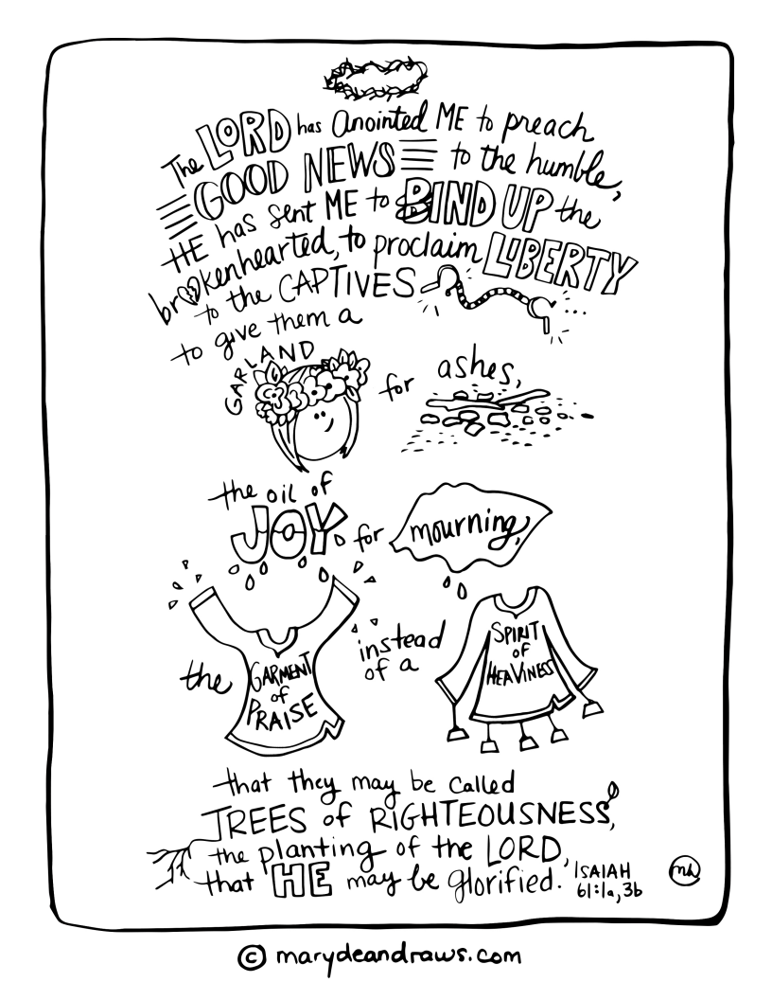 The LORD has anointed ME to preach
GOOD NEWS to the humble,
HE has sent ME to BIND UP the
brokenhearted, to proclaim LIBERTY
to the CAPTIVES
to give them a
GARLAND
for ashes,
the oil of
JOY for mourning,
the GARMENT of PRAISE
instead of a
SPIRIT of HEAVINESS
that they may be called
TREES of RIGHTEOUSNESS,
the planting of the LORD,
that HE may be glorified.
ISAIAH
61:1a, 3b
© marydeandraws.com